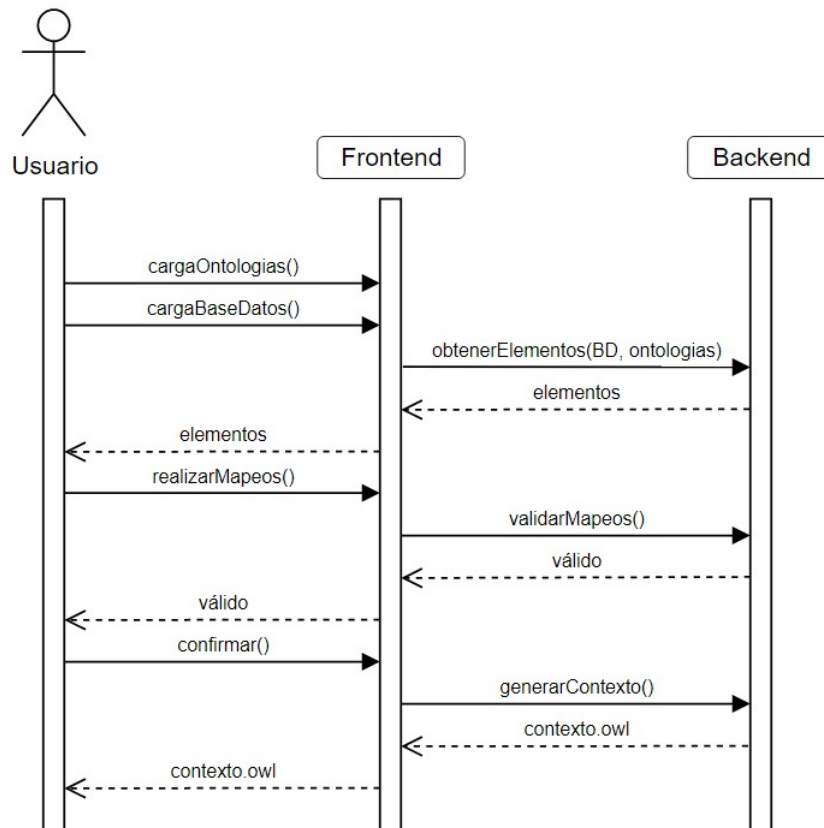 Usuario
Frontend
Backend
cargaOntologias()
cargaBaseDatos()
obtenerElementos(BD, ontologias)
elementos
elementos
realizarMapeos()
validarMapeos()
válido
válido
confirmar()
generarContexto()
contexto.owl
contexto.owl